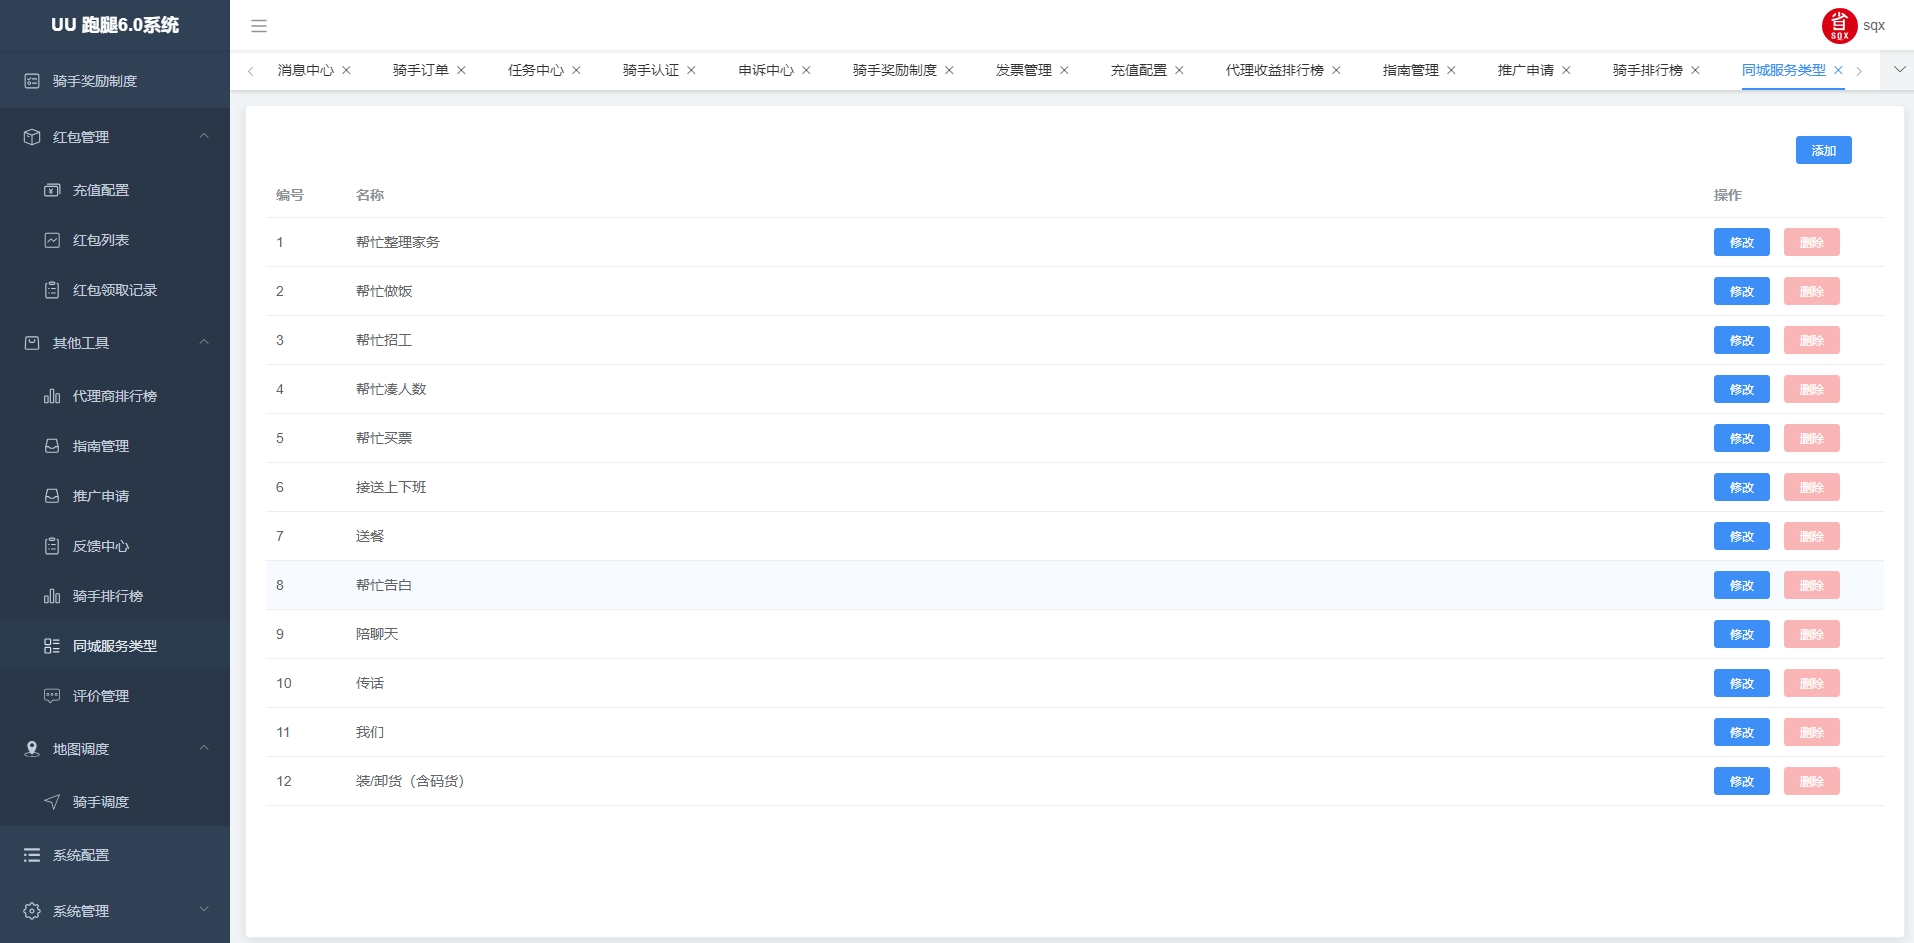 UU 跑腿6.0系统
骑手奖励制度
红包管理
充值配置
红包列表
红包领取记录
其他工具
代理商排行榜
指南管理
推广申请
反馈中心
骑手排行榜
同城服务类型
评价管理
地图调度
骑手调度
系统配置
系统管理
省 SQX sqx
消息中心 骑手订单 任务中心 骑手认证 申诉中心 骑手奖励制度 发票管理 充值配置 代理收益排行榜 指南管理 推广申请 骑手排行榜 同城服务类型
添加
编号 名称 操作
1 帮忙整理家务 修改 删除
2 帮忙做饭 修改 删除
3 帮忙招工 修改 删除
4 帮忙凑人数 修改 删除
5 帮忙买票 修改 删除
6 接送上下班 修改 删除
7 送餐 修改 删除
8 帮忙告白 修改 删除
9 陪聊天 修改 删除
10 传话 修改 删除
11 我们 修改 删除
12 装/卸货（含码货） 修改 删除